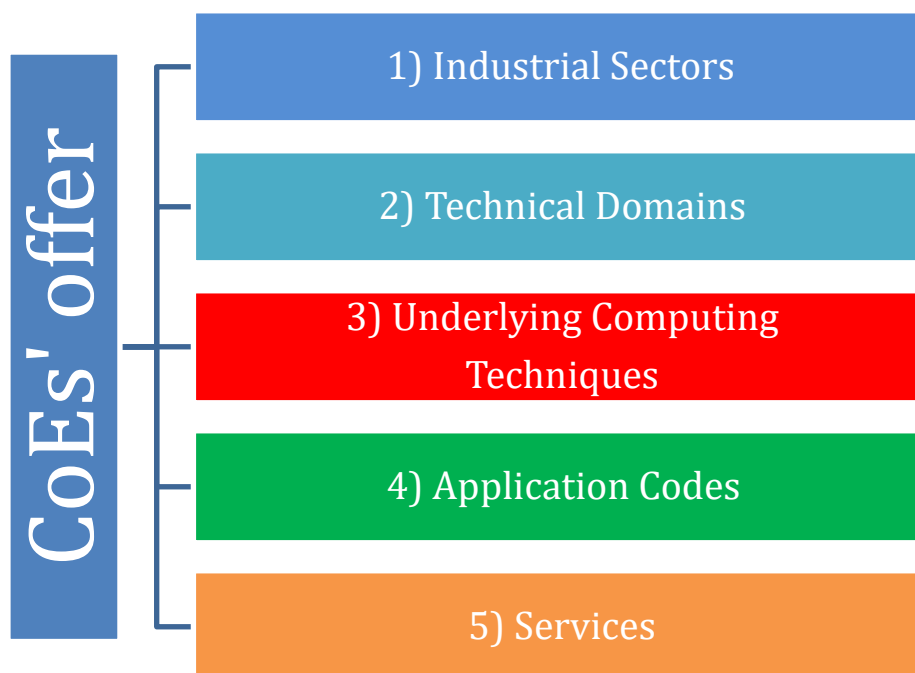 CoEs' offer
1) Industrial Sectors
2) Technical Domains
3) Underlying Computing
Techniques
4) Application Codes
5) Services